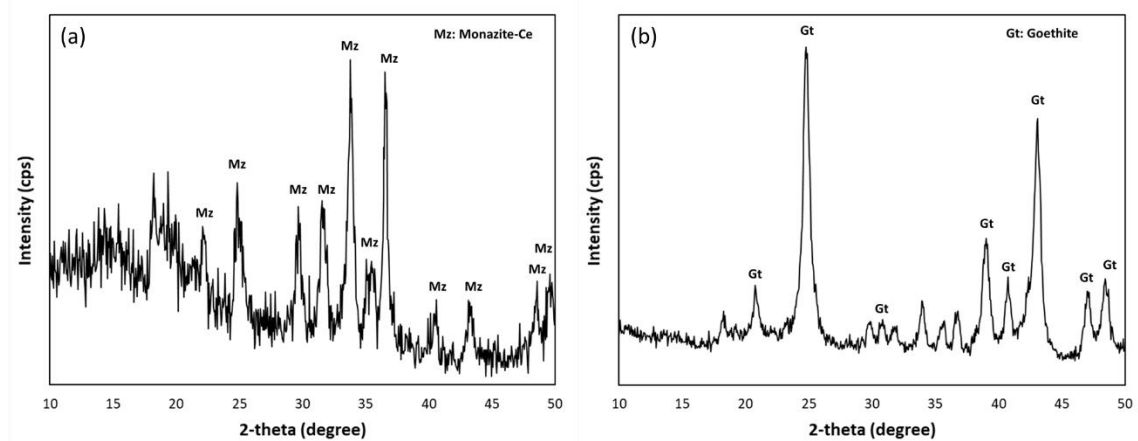 (a)
Mz: Monazite-Ce
Mz
Mz
Mz
Mz
Mz
Mz
Mz
Mz
Mz
Mz
Mz
Intensity (cps)
10 15 20 25 30 35 40 45 50
2-theta (degree)
(b)
Gt: Goethite
Gt
Gt
Gt
Gt
Gt
Gt
Gt
Gt
Intensity (cps)
10 15 20 25 30 35 40 45 50
2-theta (degree)